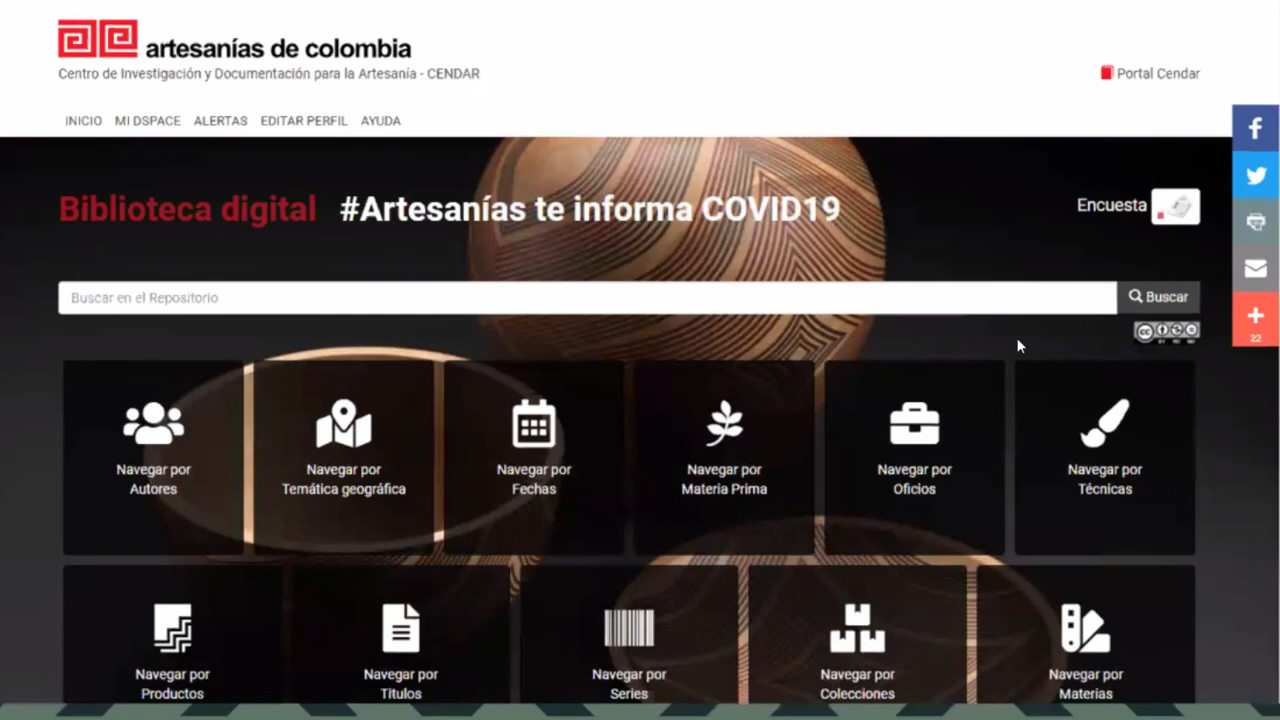 artesanías de colombia
Centro de Investigación y Documentación para la Artesanía - CENDAR
Portal Cendar
INICIO MI DSPACE ALERTAS EDITAR PERFIL AYUDA
Biblioteca digital #Artesanías te informa COVID19
Encuesta
Buscar en el Repositorio
Buscar
22
Navegar por
Autores
Navegar por
Temática geográfica
Navegar por
Fechas
Navegar por
Materia Prima
Navegar por
Oficios
Navegar por
Técnicas
Navegar por
Productos
Navegar por
Títulos
Navegar por
Series
Navegar por
Colecciones
Navegar por
Materias